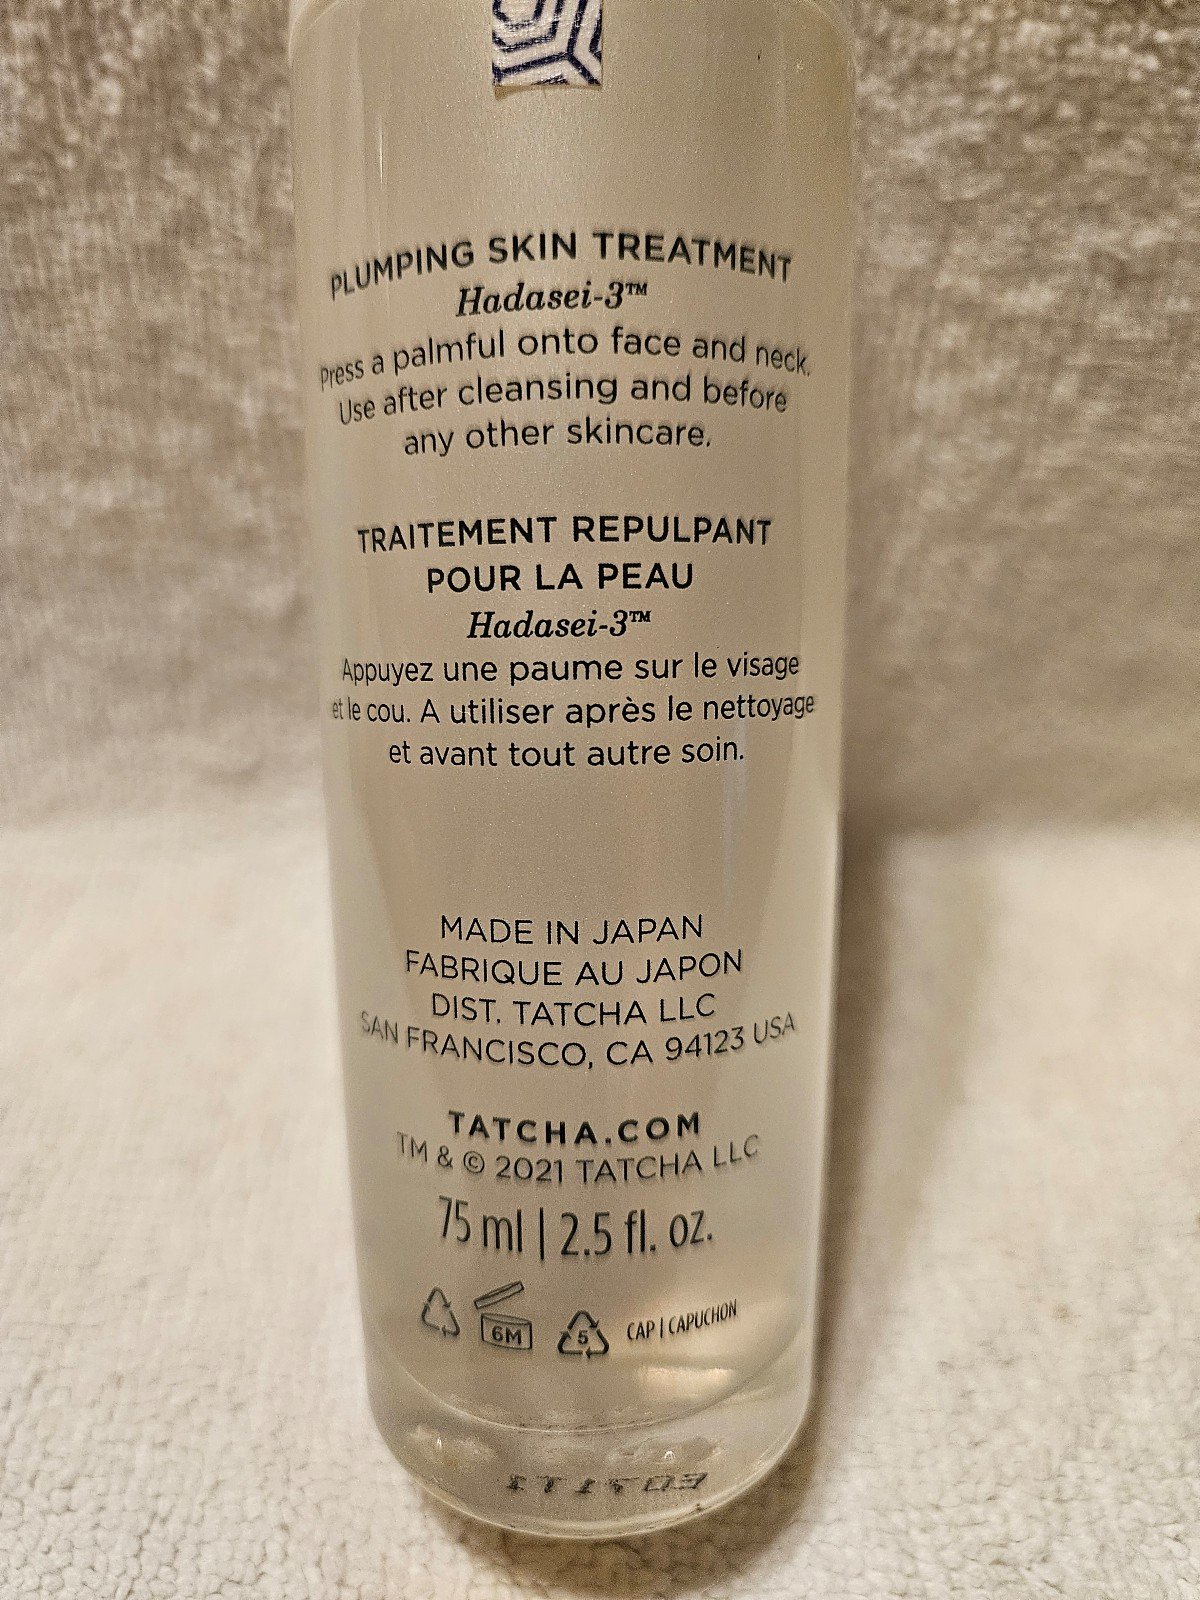 PLUMPING SKIN TREATMENT
Hadasei-3™
Press a palmful onto face and neck.
Use after cleansing and before
any other skincare.
TRAITEMENT REPULPANT
POUR LA PEAU
Hadasei-3™
Appuyez une paume sur le visage
et le cou. A utiliser après le nettoyage
et avant tout autre soin.
MADE IN JAPAN
FABRIQUE AU JAPON
DIST. TATCHA LLC
SAN FRANCISCO, CA 94123 USA
TATCHA.COM
TM & © 2021 TATCHA LLC
75 ml | 2.5 fl. oz.
6M 5 CAP | CAPUCHON